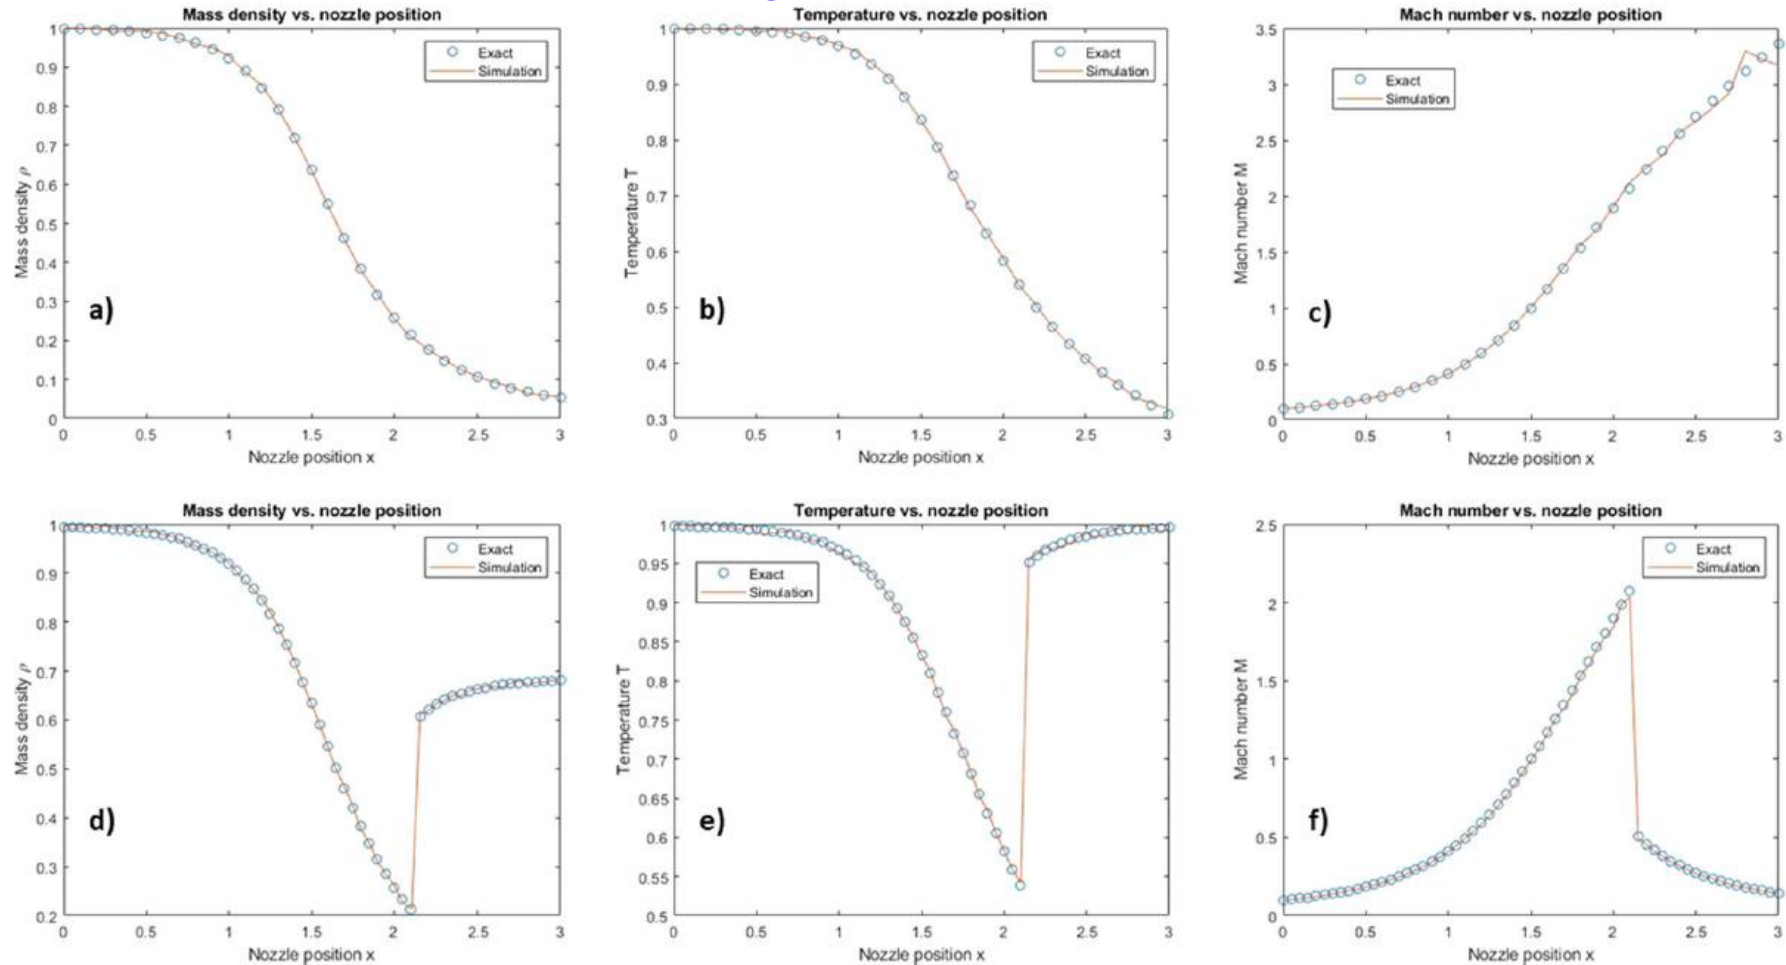 Mass density vs. nozzle position
1
0.9
0.8
0.7
0.6
0.5
0.4
0.3
0.2
0.1
0
Mass density ρ
Exact
Simulation
a)
0 0.5 1 1.5 2 2.5 3
Nozzle position x
Temperature vs. nozzle position
1
0.9
0.8
0.7
0.6
0.5
0.4
0.3
Temperature T
Exact
Simulation
b)
0 0.5 1 1.5 2 2.5 3
Nozzle position x
Mach number vs. nozzle position
3.5
3
2.5
2
1.5
1
0.5
0
Mach number M
Exact
Simulation
c)
0 0.5 1 1.5 2 2.5 3
Nozzle position x
Mass density vs. nozzle position
1
0.9
0.8
0.7
0.6
0.5
0.4
0.3
0.2
Mass density ρ
Exact
Simulation
d)
0 0.5 1 1.5 2 2.5 3
Nozzle position x
Temperature vs. nozzle position
1
0.95
0.9
0.85
0.8
0.75
0.7
0.65
0.6
0.55
0.5
Temperature T
Exact
Simulation
e)
0 0.5 1 1.5 2 2.5 3
Nozzle position x
Mach number vs. nozzle position
2.5
2
1.5
1
0.5
0
Mach number M
Exact
Simulation
f)
0 0.5 1 1.5 2 2.5 3
Nozzle position x